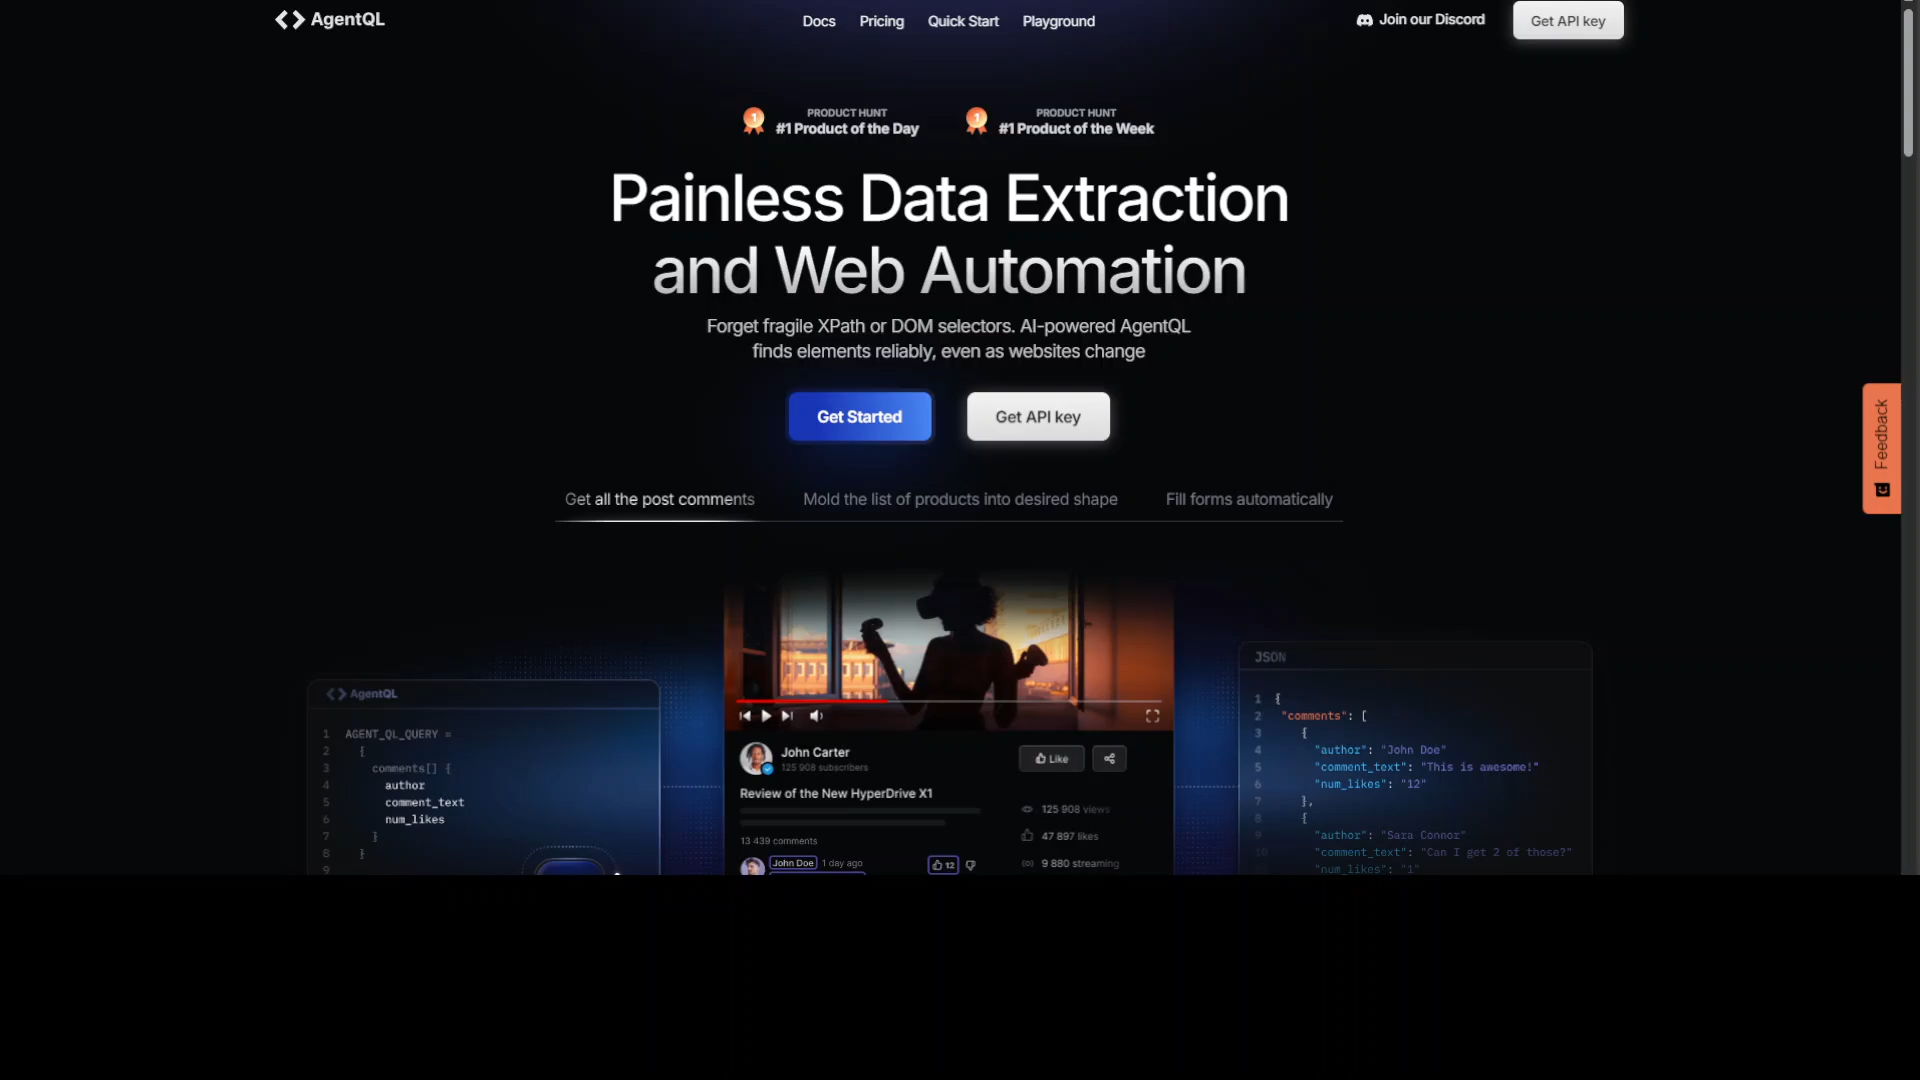 AgentQL
Docs
Pricing
Quick Start
Playground
Join our Discord
Get API key
PRODUCT HUNT
#1 Product of the Day
PRODUCT HUNT
#1 Product of the Week
Painless Data Extraction
and Web Automation
Forget fragile XPath or DOM selectors. AI-powered AgentQL
finds elements reliably, even as websites change
Get Started
Get API key
Feedback
Get all the post comments
Mold the list of products into desired shape
Fill forms automatically
AgentQL
1 AGENT_QL_QUERY =
2 {
3 comments[] {
4 author
5 comment_text
6 num_likes
7 }
8 }
9
John Carter
125 908 subscribers
Like
Review of the New HyperDrive X1
125 908 views
13 439 comments
47 897 likes
John Doe 1 day ago
12
9 880 streaming
JSON
1 {
2 "comments": [
3 {
4 "author": "John Doe"
5 "comment_text": "This is awesome!"
6 "num_likes": "12"
7 },
8 {
9 "author": "Sara Connor"
10 "comment_text": "Can I get 2 of those?"
"num_likes": "1"